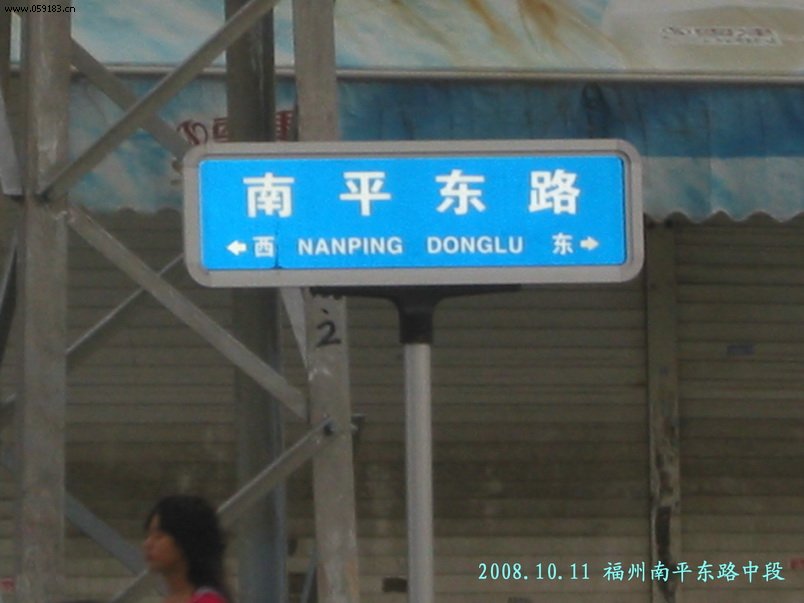 www.059183.cn
南平东路
西 NANPING DONGLU 东
2
2008.10.11 福州南平东路中段